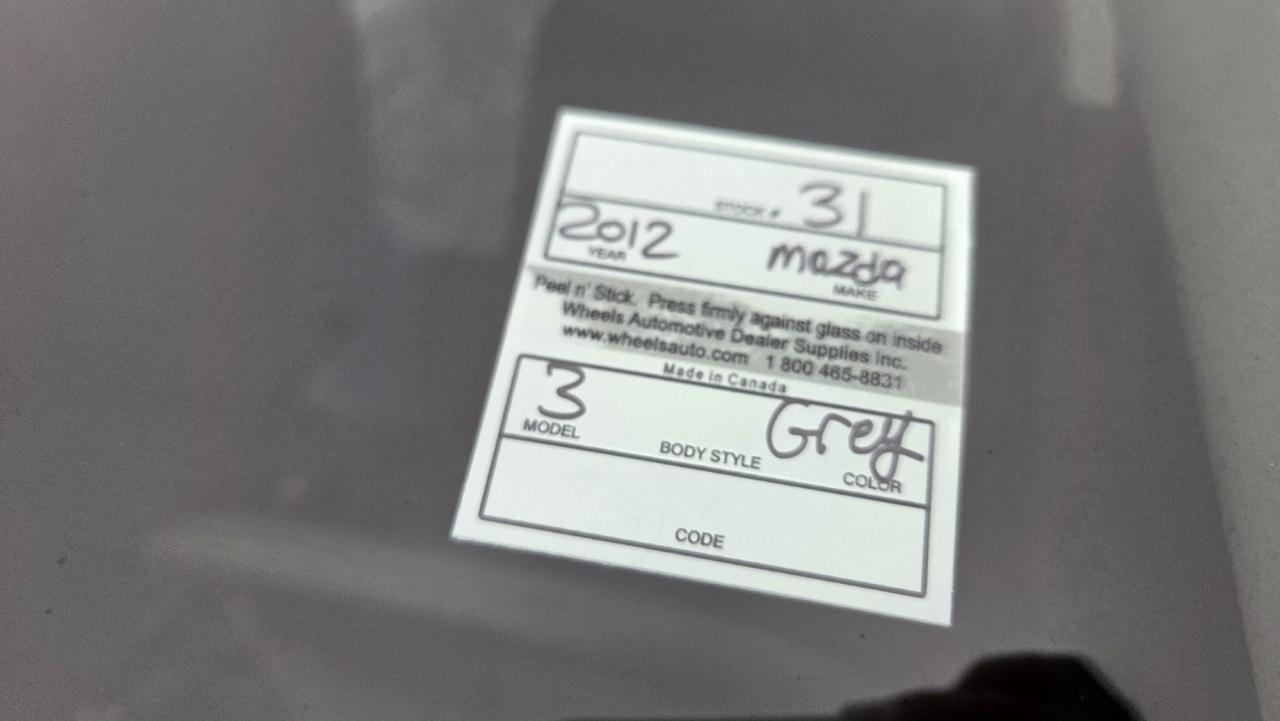 STOCK # 31
2012 mazda
YEAR MAKE
Peel n' Stick. Press firmly against glass on inside
Wheels Automotive Dealer Supplies Inc.
www.wheelsauto.com 1 800 465-8831
Made in Canada
3 Grey
MODEL BODY STYLE COLOR
CODE